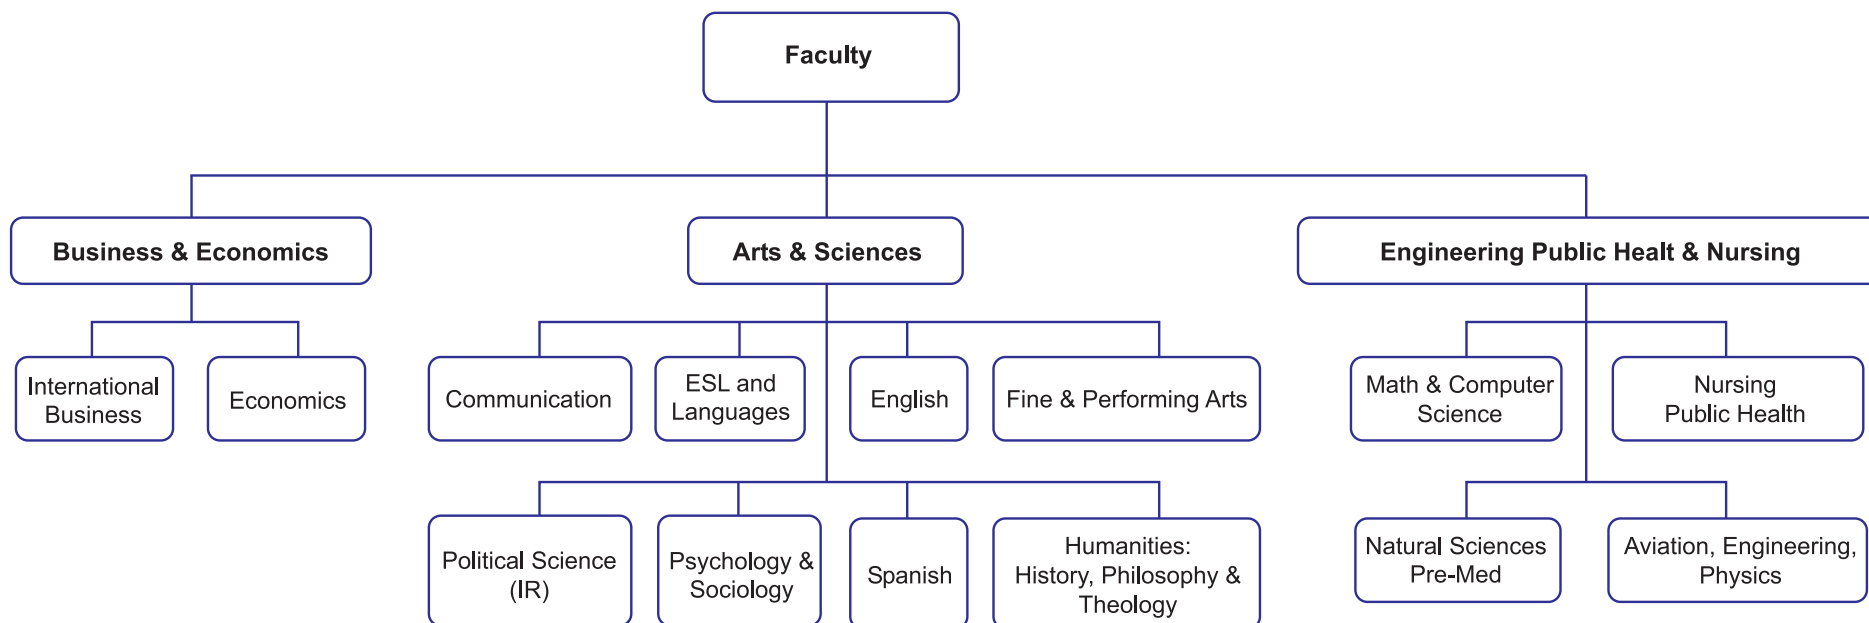 Faculty
Business & Economics
Arts & Sciences
Engineering Public Healt & Nursing
International
Business
Economics
Communication
ESL and
Languages
English
Fine & Performing Arts
Math & Computer
Science
Nursing
Public Health
Political Science
(IR)
Psychology &
Sociology
Spanish
Humanities:
History, Philosophy &
Theology
Natural Sciences
Pre-Med
Aviation, Engineering,
Physics